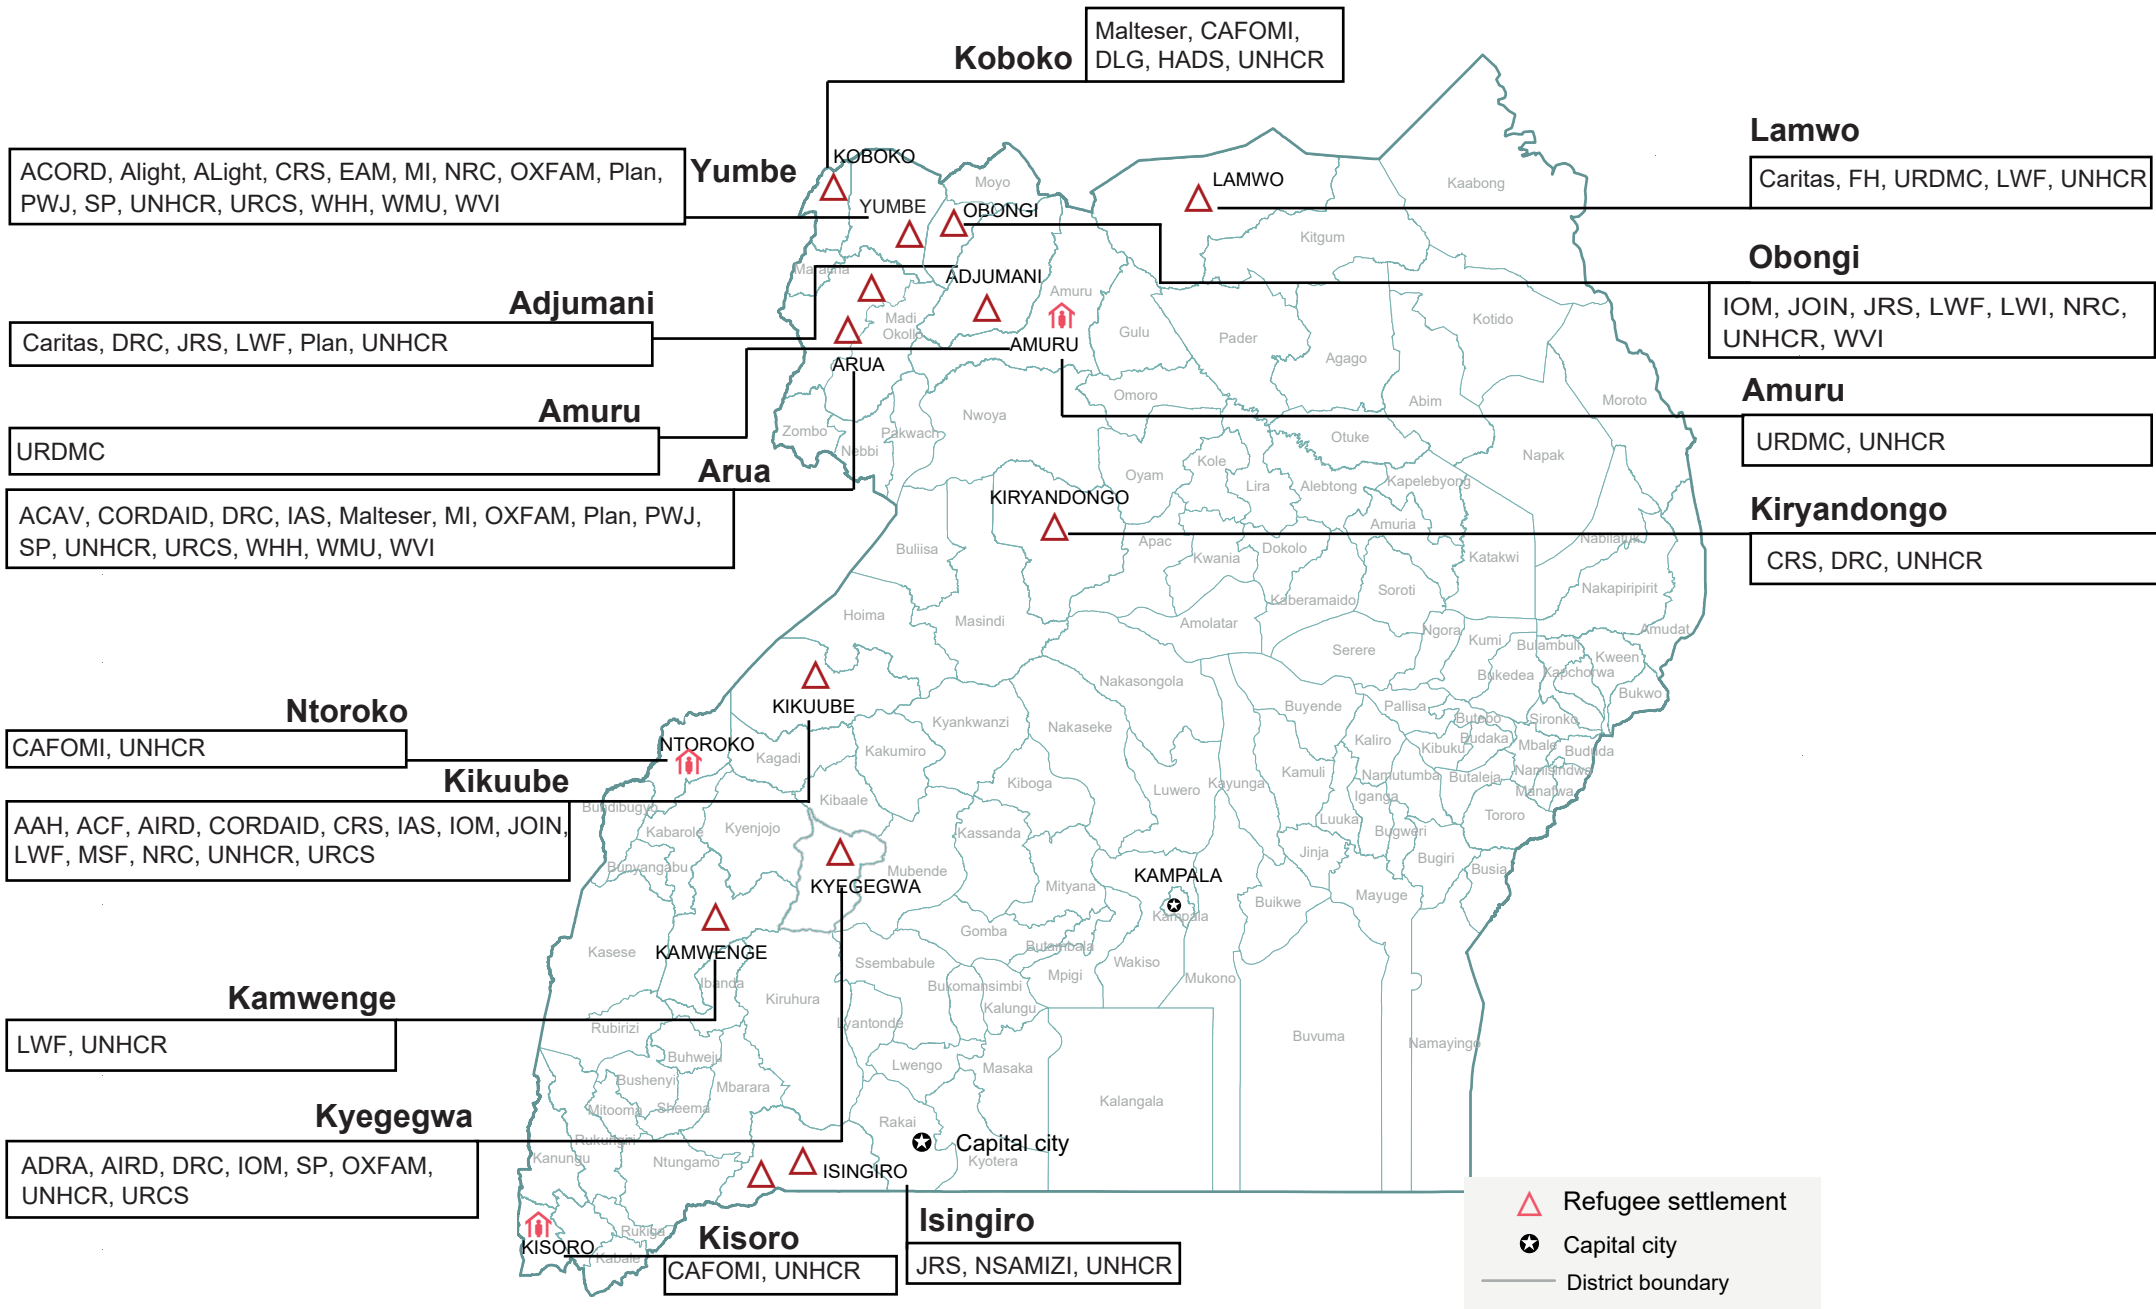 Koboko
Malteser, CAFOMI,
DLG, HADS, UNHCR
Lamwo
Caritas, FH, URDMC, LWF, UNHCR
Yumbe
ACORD, Alight, ALight, CRS, EAM, MI, NRC, OXFAM, Plan,
PWJ, SP, UNHCR, URCS, WHH, WMU, WVI
Obongi
IOM, JOIN, JRS, LWF, LWI, NRC,
UNHCR, WVI
Adjumani
Caritas, DRC, JRS, LWF, Plan, UNHCR
Amuru
URDMC, UNHCR
Amuru
URDMC
Arua
ACAV, CORDAID, DRC, IAS, Malteser, MI, OXFAM, Plan, PWJ,
SP, UNHCR, URCS, WHH, WMU, WVI
Kiryandongo
CRS, DRC, UNHCR
Ntoroko
CAFOMI, UNHCR
Kikuube
AAH, ACF, AIRD, CORDAID, CRS, IAS, IOM, JOIN,
LWF, MSF, NRC, UNHCR, URCS
Kamwenge
LWF, UNHCR
Kyegegwa
ADRA, AIRD, DRC, IOM, SP, OXFAM,
UNHCR, URCS
Kisoro
CAFOMI, UNHCR
Isingiro
JRS, NSAMIZI, UNHCR
KOBOKO
Moyo
LAMWO
Kaabong
YUMBE
OBONGI
Kitgum
Maracha
ADJUMANI
Amuru
Madi
Okollo
Gulu
Pader
Kotido
AMURU
Agago
ARUA
Omoro
Abim
Moroto
Nwoya
Zombo
Pakwach
Nebbi
Otuke
Napak
Oyam
Kole
Lira
Alebtong
Kapelebyong
KIRYANDONGO
Amuria
Buliisa
Apac
Kwania
Dokolo
Katakwi
Nabilatuk
Nakapiripirit
Kaberamaido
Soroti
Hoima
Masindi
Amolatar
Ngora
Kumi
Bulambuli
Amudat
Serere
Kween
Bukedea
Kapchorwa
Bukwo
KIKUUBE
Nakasongola
Buyende
Pallisa
Butebo
Sironko
Kyankwanzi
Nakaseke
NTOROKO
Kagadi
Kakumiro
Kaliro
Kibuku
Budaka
Mbale
Bududa
Kibaale
Kiboga
Luwero
Kayunga
Kamuli
Namutumba
Butaleja
Namisindwa
Manafwa
Bundibugyo
Iganga
Luuka
Bugweri
Tororo
Kabarole
Kyenjojo
Kassanda
Bunyangabu
Jinja
Bugiri
Busia
KYEGEGWA
Mubende
Mityana
KAMPALA
Kampala
Buikwe
Mayuge
KAMWENGE
Kasese
Gomba
Butambala
Ssembabule
Mpigi
Wakiso
Mukono
Ibanda
Kiruhura
Bukomansimbi
Kalungu
Rubirizi
Lyantonde
Buvuma
Namayingo
Buhweju
Lwengo
Masaka
Bushenyi
Mbarara
Kalangala
Mitooma
Sheema
Rakai
Rukungiri
Kanungu
Ntungamo
ISINGIRO
Capital city
Kyotera
Rukiga
KISORO
Kabale
Refugee settlement
Capital city
District boundary